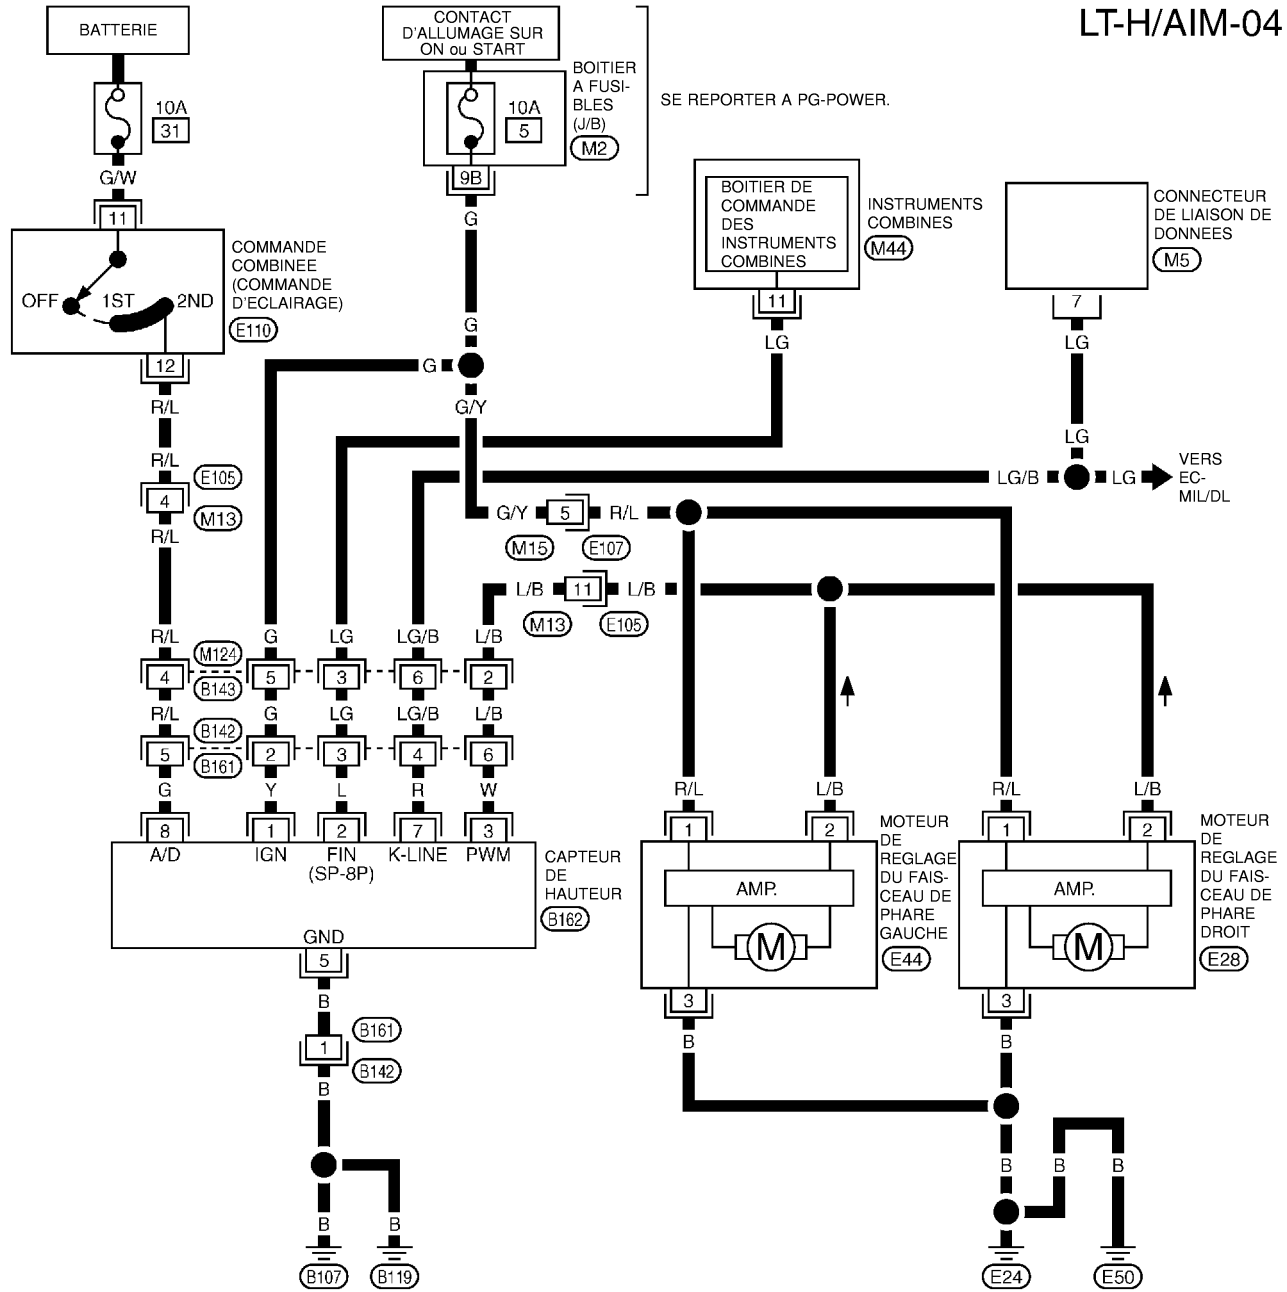 LT-H/AIM-04
BATTERIE
10A
31
G/W
11
CONTACT
D'ALLUMAGE SUR
ON ou START
10A
5
9B
BOITIER
A FUSI-
BLES
(J/B)
M2
SE REPORTER A PG-POWER.
G
G
G
G/Y
OFF
1ST
2ND
12
COMMANDE
COMBINEE
(COMMANDE
D'ECLAIRAGE)
E110
BOITIER DE
COMMANDE
DES
INSTRUMENTS
COMBINES
11
INSTRUMENTS
COMBINES
M44
LG
7
CONNECTEUR
DE LIAISON DE
DONNEES
M5
LG
LG
LG/B
LG
VERS
EC-
MIL/DL
R/L
R/L
E105
4
M13
R/L
G/Y
5
R/L
M15
E107
L/B
11
L/B
M13
E105
R/L
G
LG
LG/B
L/B
M124
4
5
3
6
2
B143
R/L
G
LG
LG/B
L/B
B142
5
2
3
4
6
B161
G
Y
L
R
W
8
1
2
7
3
A/D
IGN
FIN
(SP-8P)
K-LINE
PWM
GND
CAPTEUR
DE
HAUTEUR
B162
5
B
B161
1
B142
B
B
B
B107
B119
R/L
L/B
1
2
AMP.
M
3
MOTEUR
DE
REGLAGE
DU FAIS-
CEAU DE
PHARE
GAUCHE
E44
B
R/L
L/B
1
2
AMP.
M
3
MOTEUR
DE
REGLAGE
DU FAIS-
CEAU DE
PHARE
DROIT
E28
B
B
B
B
E24
E50